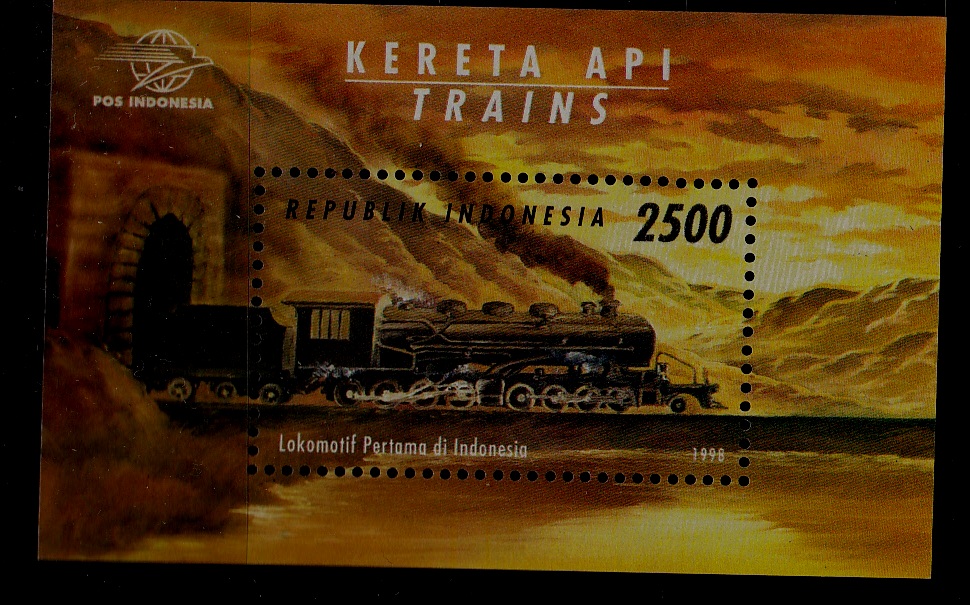 KERETA API
TRAINS
POS INDONESIA
REPUBLIK INDONESIA 2500
Lokomotif Pertama di Indonesia
1998